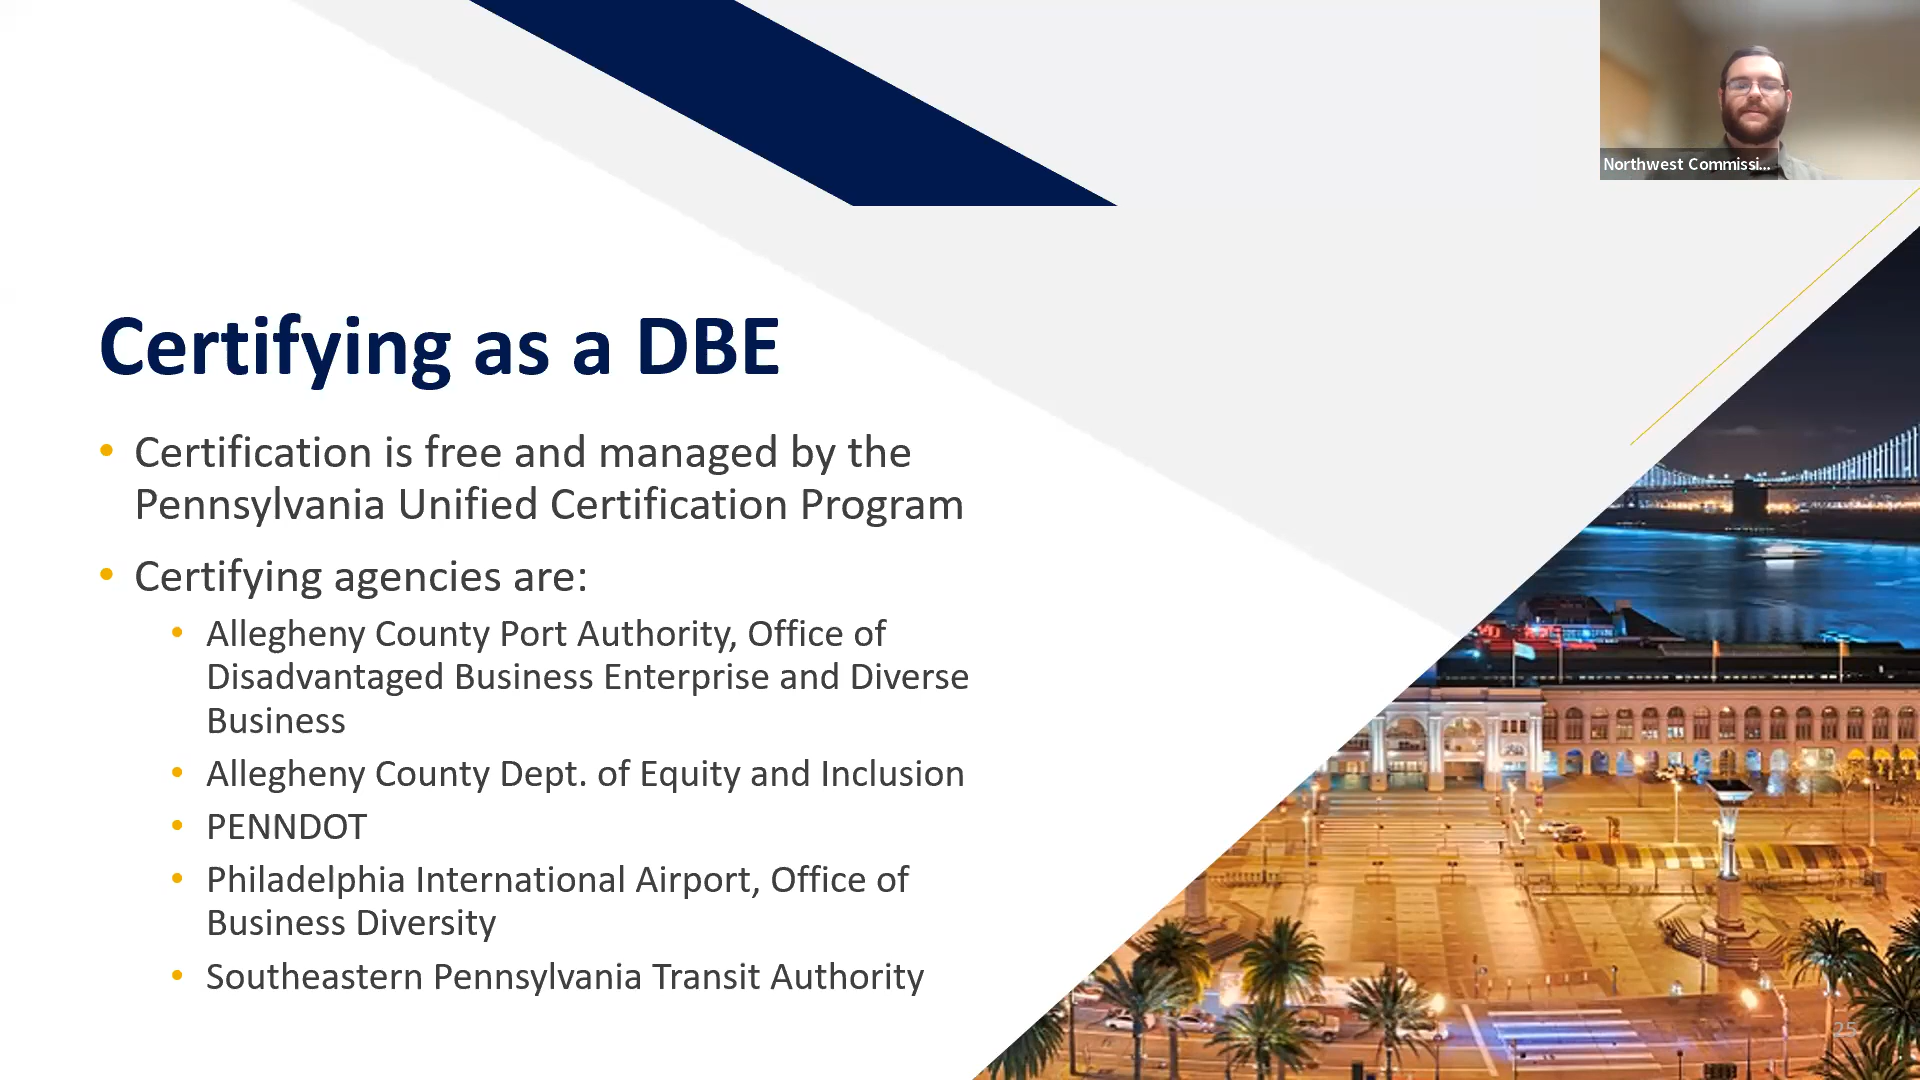 Northwest Commissi...
Certifying as a DBE
• Certification is free and managed by the
Pennsylvania Unified Certification Program
• Certifying agencies are:
• Allegheny County Port Authority, Office of
Disadvantaged Business Enterprise and Diverse
Business
• Allegheny County Dept. of Equity and Inclusion
• PENNDOT
• Philadelphia International Airport, Office of
Business Diversity
• Southeastern Pennsylvania Transit Authority
25